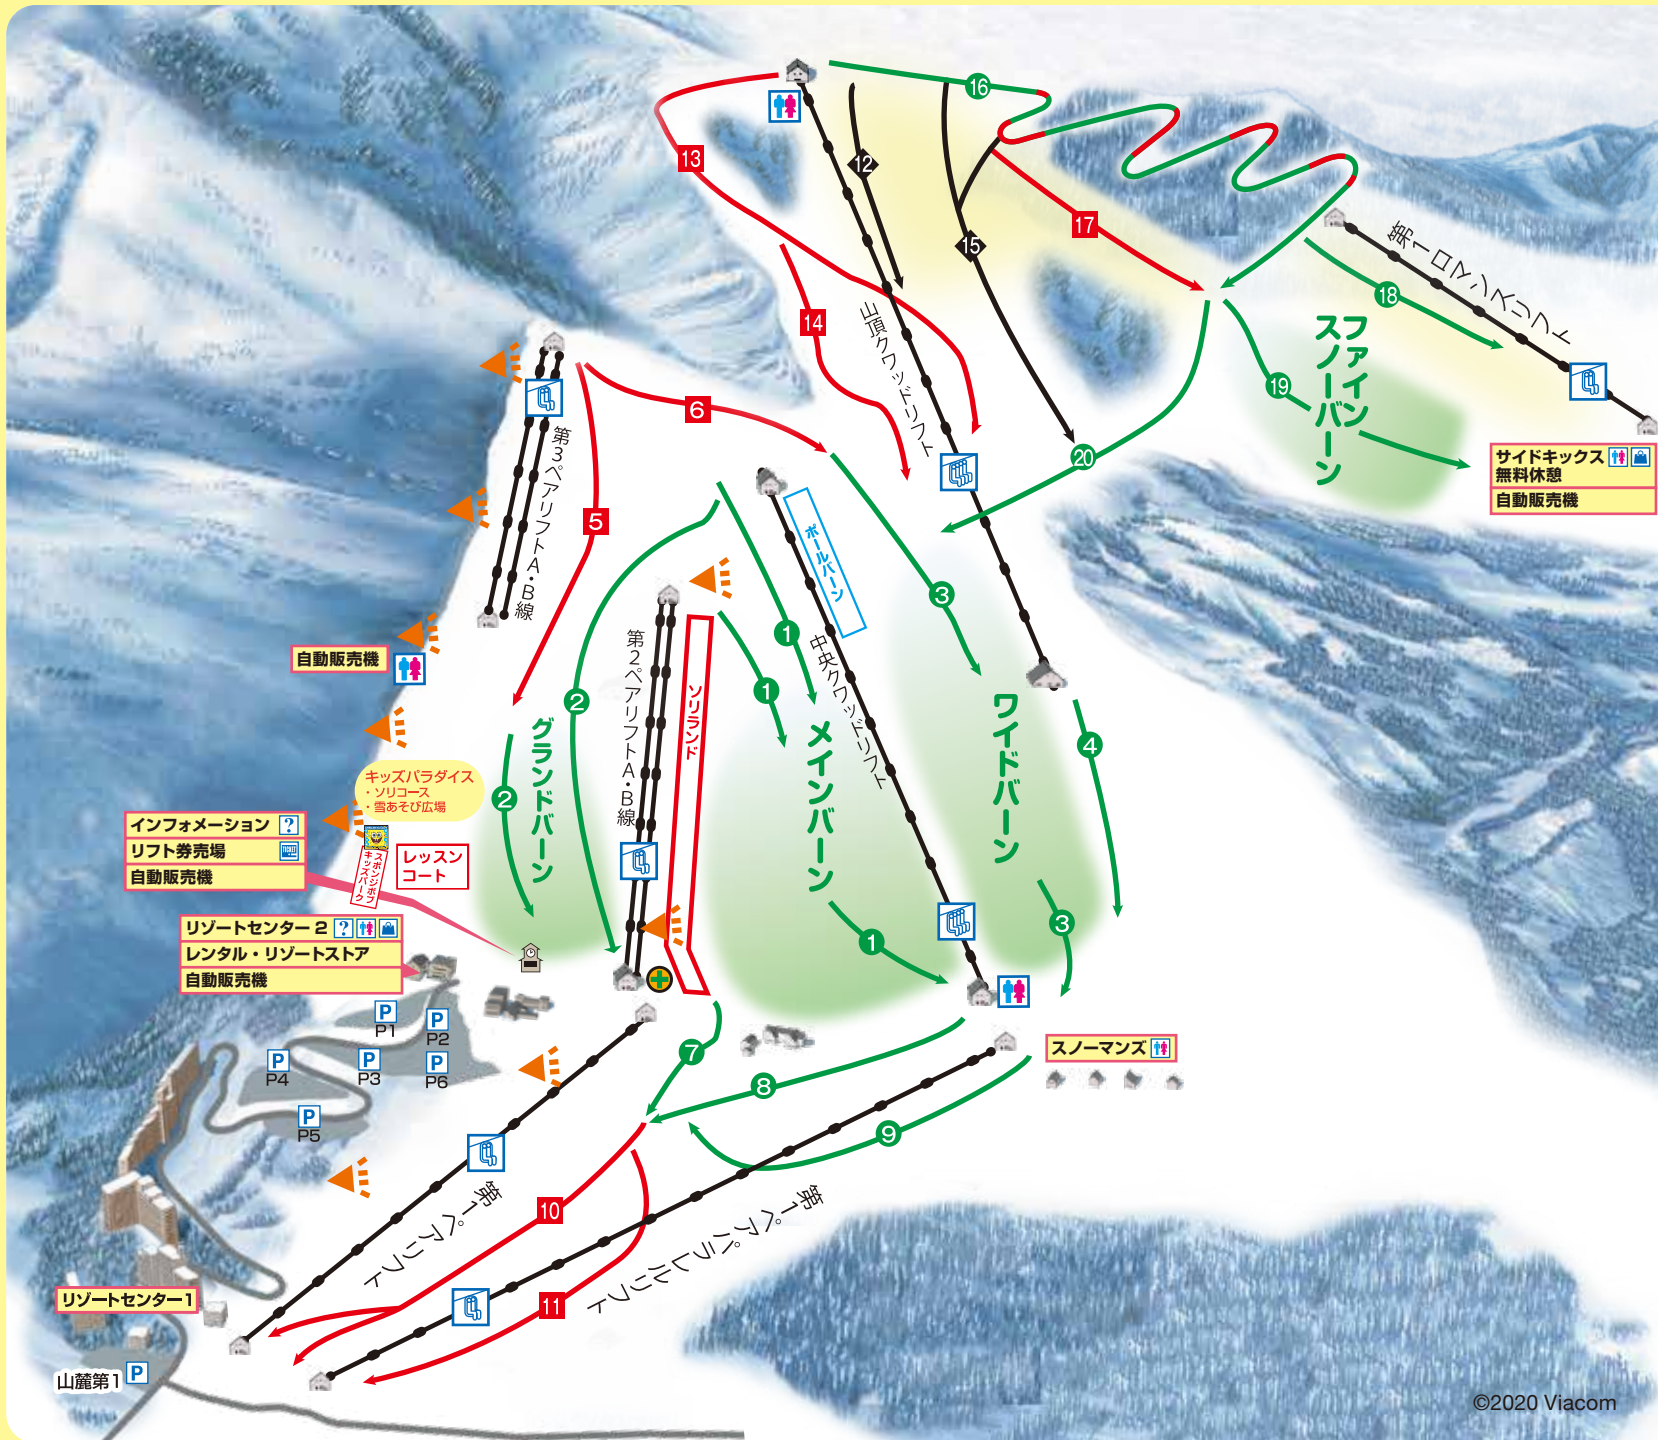 16
13
12
15
17
14
18
19
20
第1ロマンスリフト
山頂クワッドリフト
ファイン
スノーバーン
サイドキックス
無料休憩
自動販売機
6
5
第3ペアリフトA・B線
ポールバーン
3
1
1
2
中央クワッドリフト
第2ペアリフトA・B線
ソリランド
自動販売機
グランドバーン
メインバーン
ワイドバーン
4
2
キッズパラダイス
・ソリコース
・雪あそび広場
スポンジボブ
キッズパーク
レッスン
コート
インフォメーション ?
リフト券売場 TICKET
自動販売機
リゾートセンター 2 ?
レンタル・リゾートストア
自動販売機
1
3
P
P1
P
P2
P
P3
P
P4
P
P5
P
P6
7
8
9
スノーマンズ
10
11
第1ペアリフト
第1ペアパラレルリフト
リゾートセンター1
山麓第1 P
©2020 Viacom